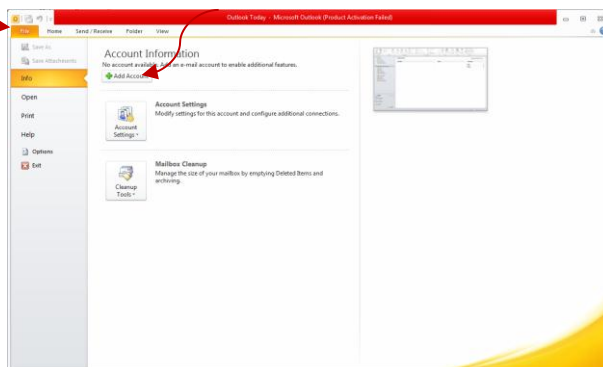 Outlook Today - Microsoft Outlook (Product Activation Failed)
File Home Send / Receive Folder View
Save As
Save Attachments
Info
Open
Print
Help
Options
Exit
Account Information
No account available. Add an e-mail account to enable additional features.
Add Account
Account Settings
Modify settings for this account and configure additional connections.
Account
Settings
Mailbox Cleanup
Manage the size of your mailbox by emptying Deleted Items and
archiving.
Cleanup
Tools